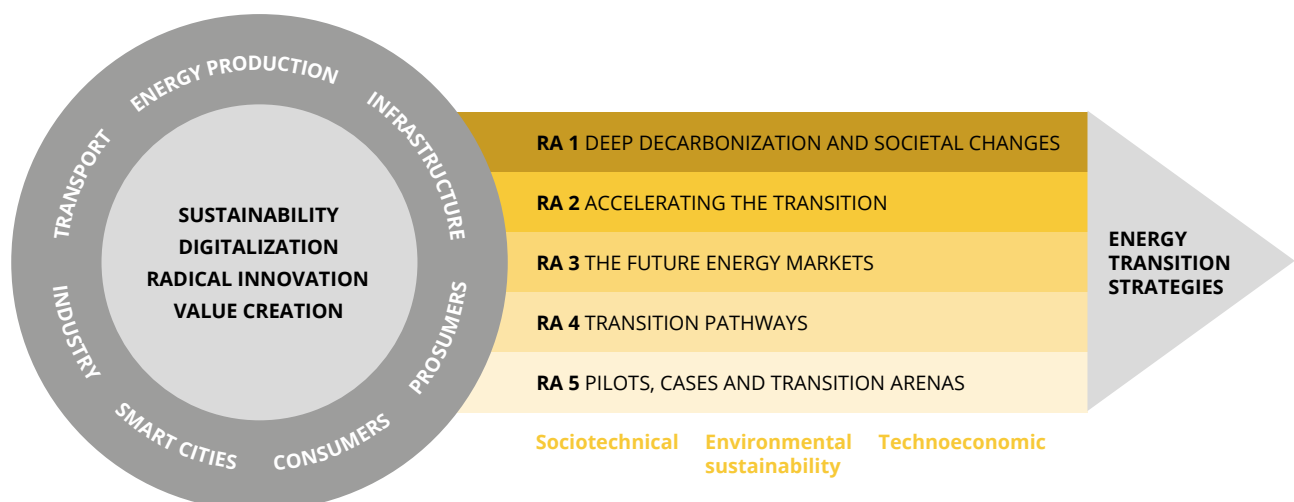 ENERGY PRODUCTION
INFRASTRUCTURE
PROSUMERS
CONSUMERS
SMART CITIES
INDUSTRY
TRANSPORT
SUSTAINABILITY
DIGITALIZATION
RADICAL INNOVATION
VALUE CREATION
RA 1 DEEP DECARBONIZATION AND SOCIETAL CHANGES
RA 2 ACCELERATING THE TRANSITION
RA 3 THE FUTURE ENERGY MARKETS
RA 4 TRANSITION PATHWAYS
RA 5 PILOTS, CASES AND TRANSITION ARENAS
ENERGY
TRANSITION
STRATEGIES
Sociotechnical
Environmental
sustainability
Technoeconomic